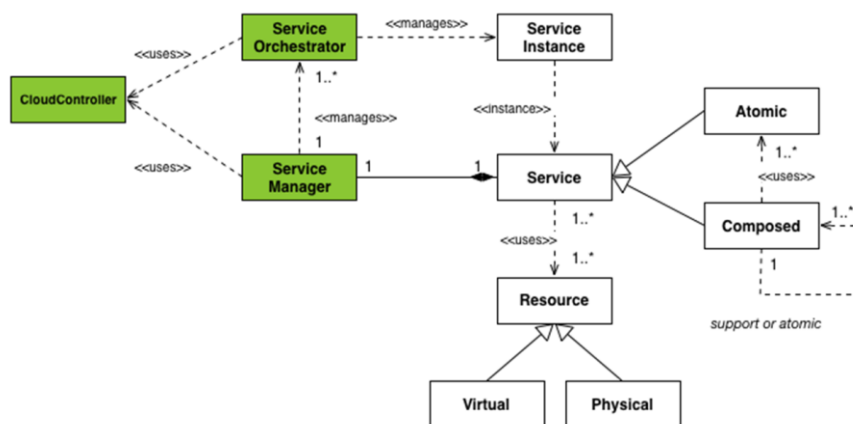 Service
Orchestrator
<<manages>>
Service
Instance
<<uses>>
1..*
CloudController
<<manages>>
<<instance>>
Atomic
1
1..*
<<uses>>
Service
Manager
1
1
Service
<<uses>>
1..*
Composed
1..*
<<uses>>
1..*
1
Resource
support or atomic
Virtual
Physical